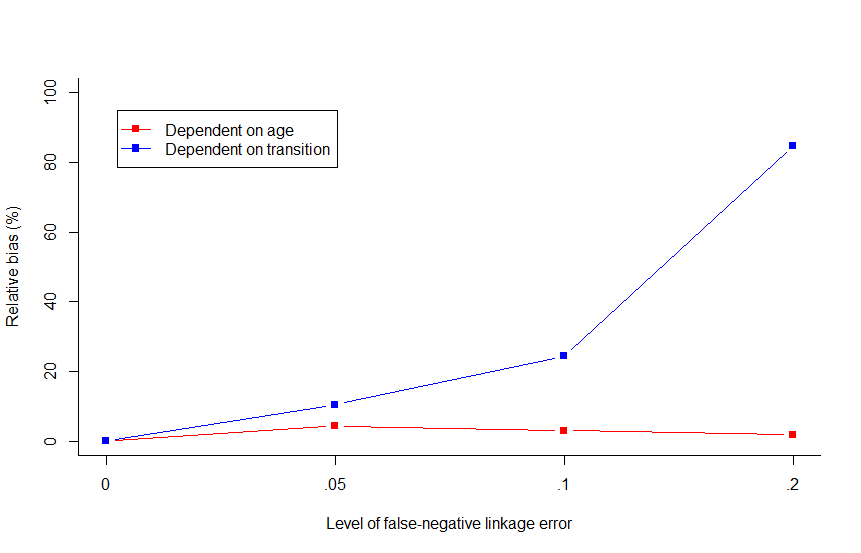 Dependent on age
Dependent on transition
Relative bias (%)
100
80
60
40
20
0
0 .05 .1 .2
Level of false-negative linkage error